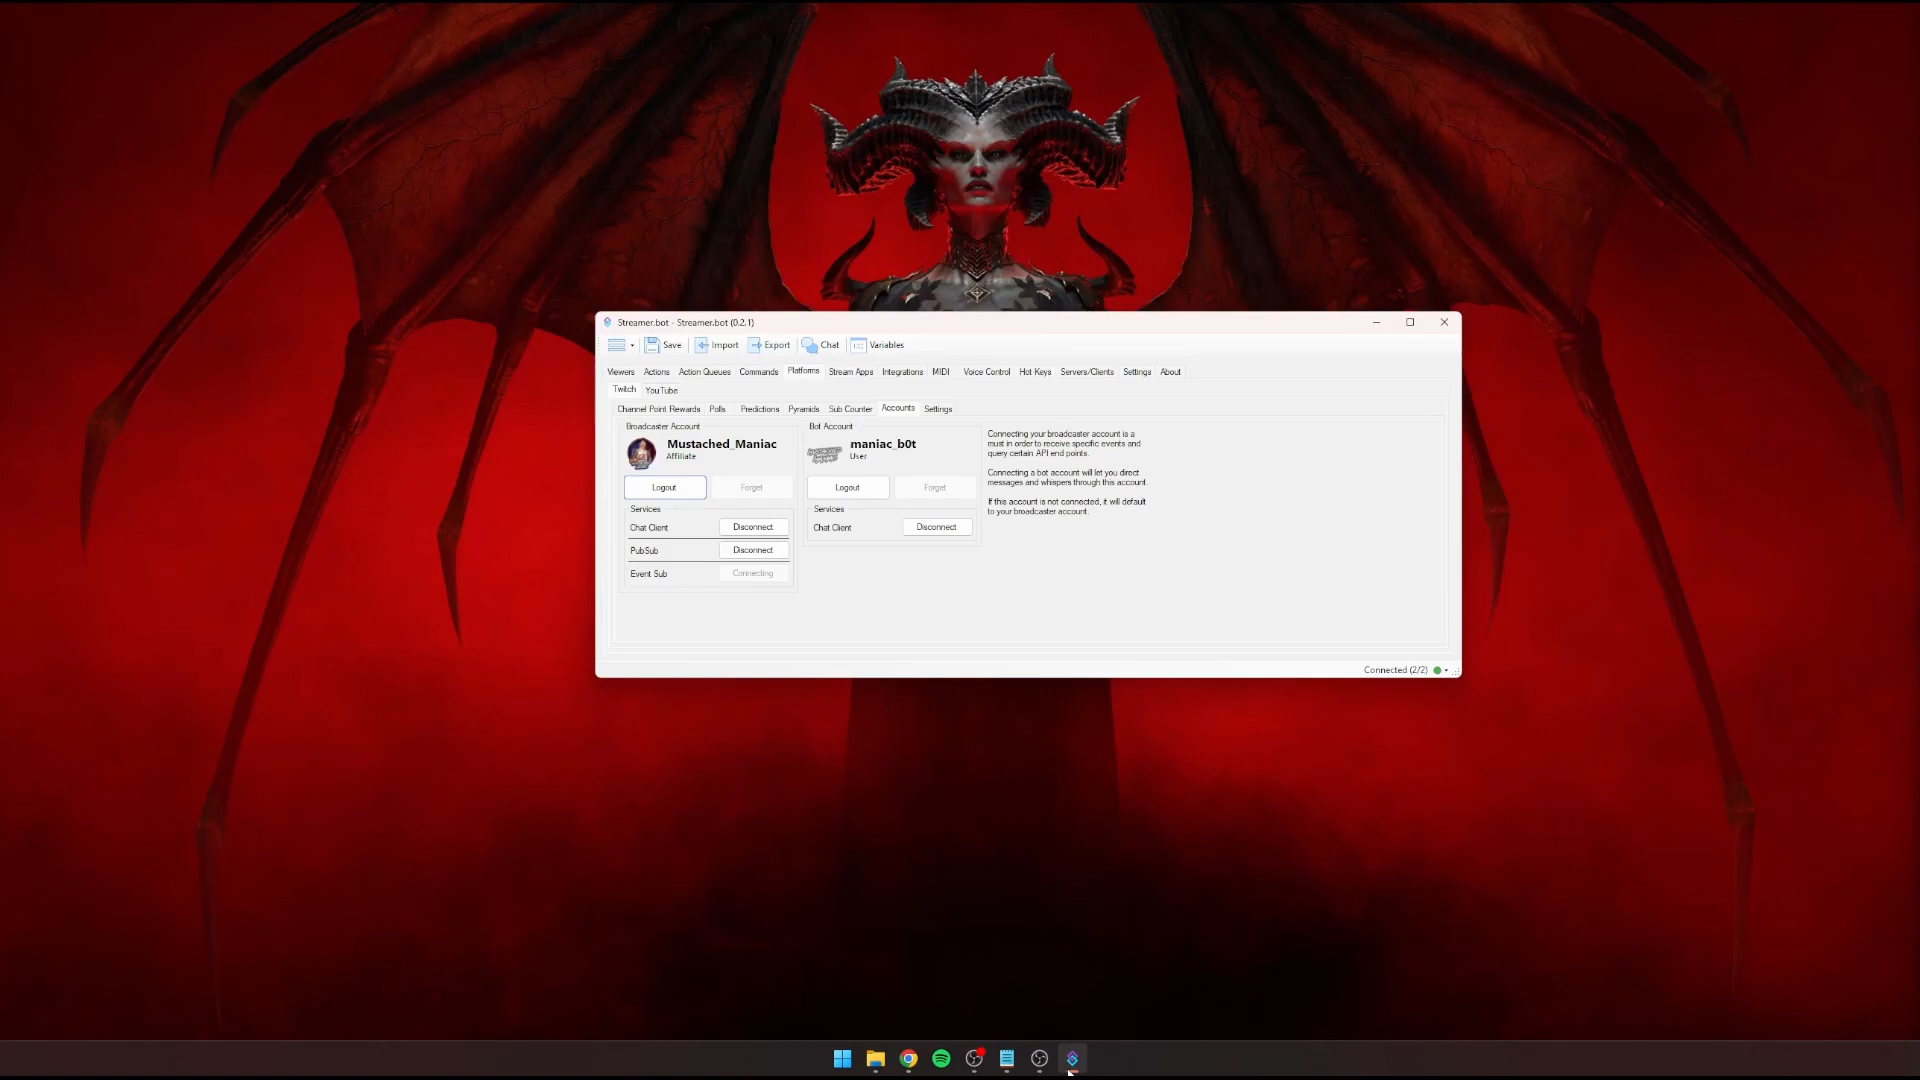 Streamer.bot - Streamer.bot (0.2.1)
Save Import Export Chat Variables
Viewers Actions Action Queues Commands Platforms Stream Apps Integrations MIDI Voice Control Hot Keys Servers/Clients Settings About
Twitch YouTube
Channel Point Rewards Polls Predictions Pyramids Sub Counter Accounts Settings
Broadcaster Account
Mustached_Maniac
Affiliate
Logout Forget
Services
Chat Client Disconnect
PubSub Disconnect
Event Sub Connecting
Bot Account
maniac_b0t
User
Logout Forget
Services
Chat Client Disconnect
Connecting your broadcaster account is a
must in order to receive specific events and
query certain API end points.
Connecting a bot account will let you direct
messages and whispers through this account.
If this account is not connected, it will default
to your broadcaster account.
Connected (2/2)